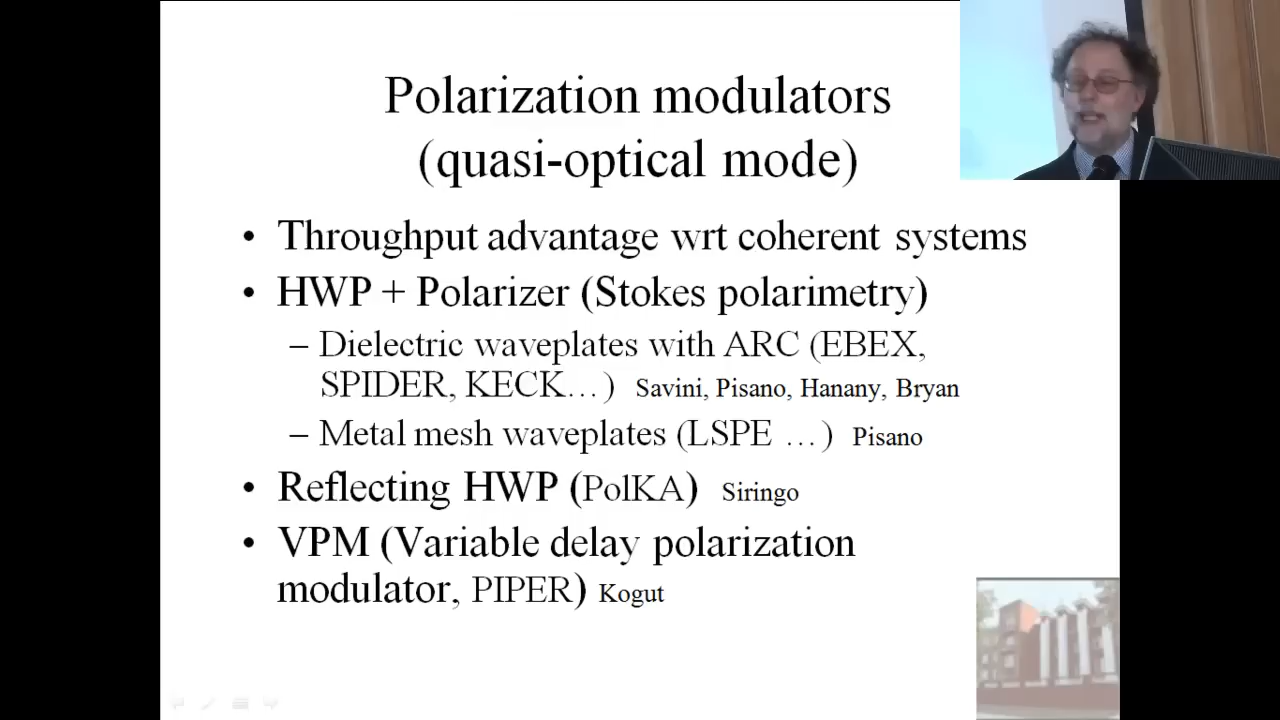 Polarization modulators
(quasi-optical mode)
• Throughput advantage wrt coherent systems
• HWP + Polarizer (Stokes polarimetry)
– Dielectric waveplates with ARC (EBEX,
SPIDER, KECK…) Savini, Pisano, Hanany, Bryan
– Metal mesh waveplates (LSPE …) Pisano
• Reflecting HWP (PolKA) Siringo
• VPM (Variable delay polarization
modulator, PIPER) Kogut